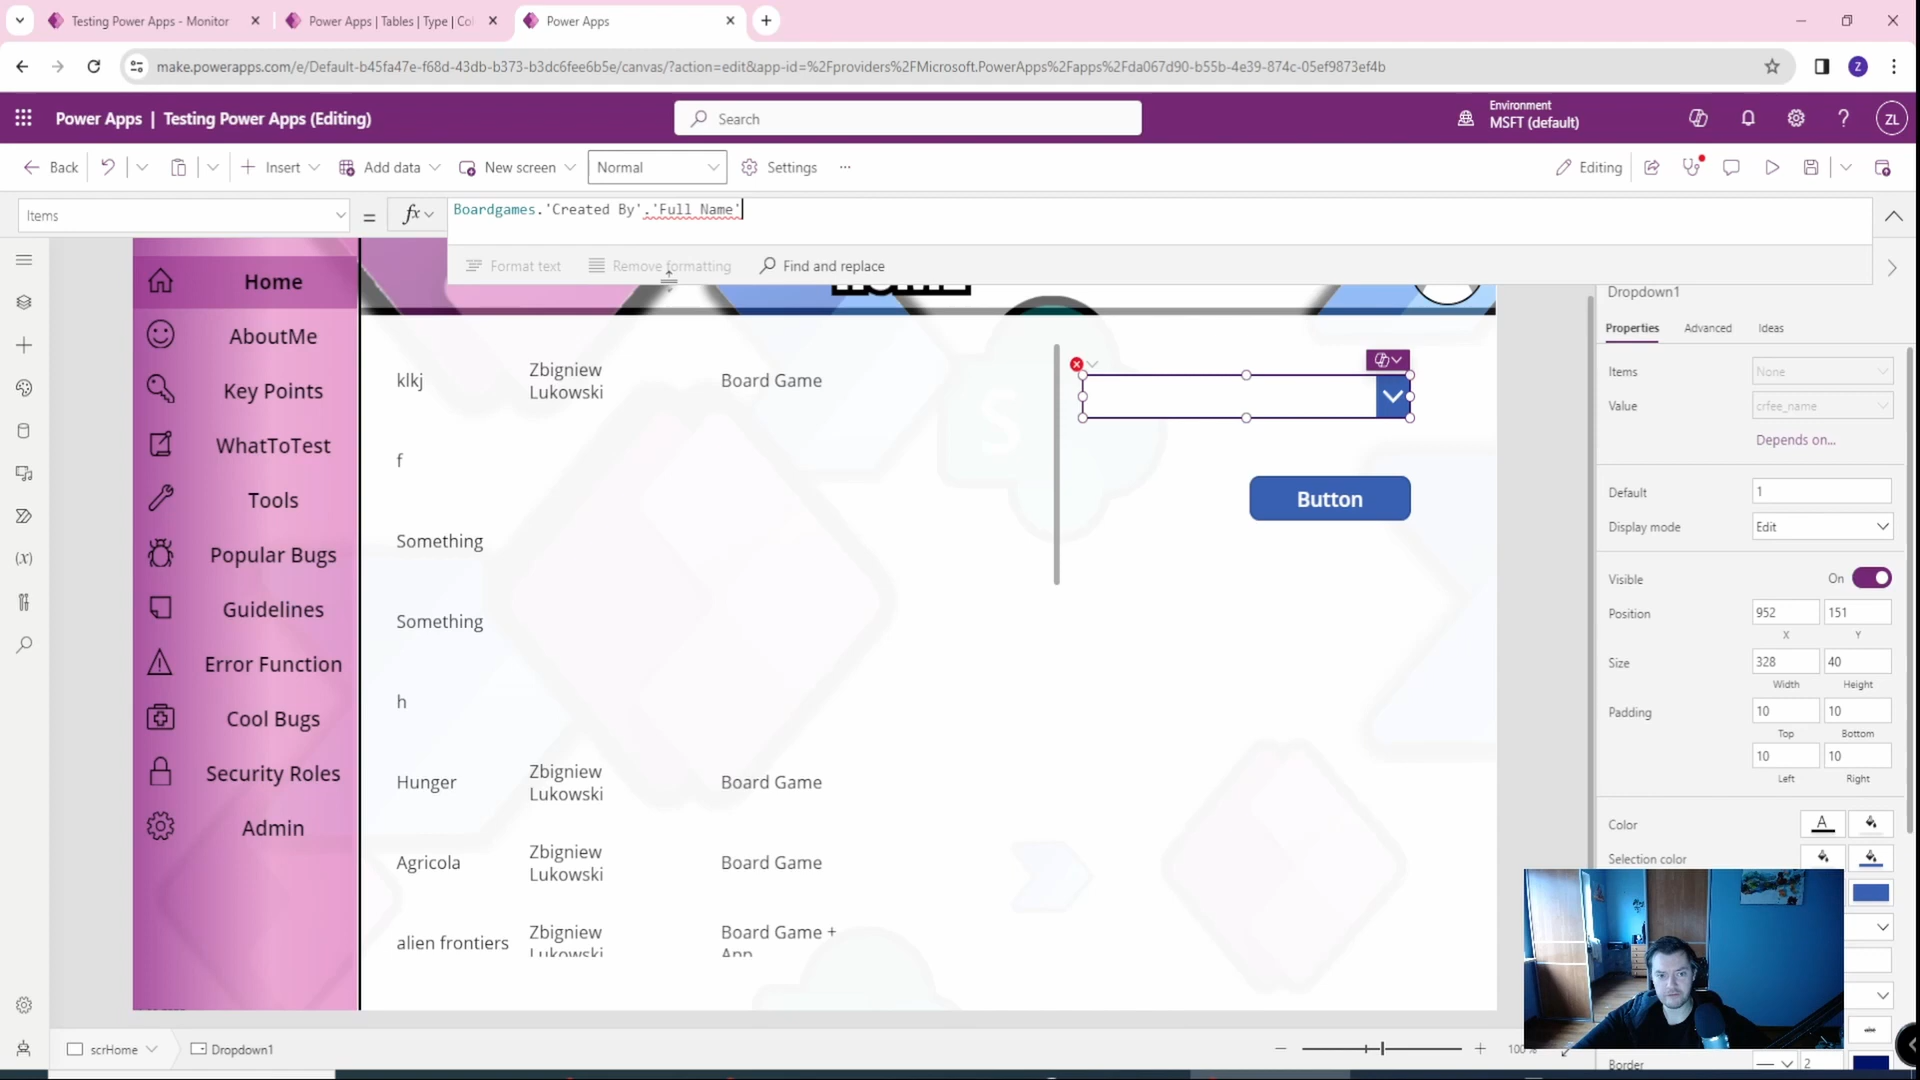 Testing Power Apps - Monitor
Power Apps | Tables | Type | Co
Power Apps
make.powerapps.com/e/Default-b45fa47e-f68d-43db-b373-b3dc6fee6b5e/canvas/?action=edit&app-id=%2Fproviders%2FMicrosoft.PowerApps%2Fapps%2Fda067d90-b55b-4e39-874c-05ef9873ef4b
Z
Power Apps | Testing Power Apps (Editing)
Search
Environment
MSFT (default)
ZL
Back
Insert
Add data
New screen
Normal
Settings
Editing
Items
=
fx
Boardgames.'Created By'.'Full Name'
Format text
Remove formatting
Find and replace
Home
AboutMe
Key Points
WhatToTest
Tools
Popular Bugs
Guidelines
Error Function
Cool Bugs
Security Roles
Admin
klkj
Zbigniew
Lukowski
Board Game
f
Something
Something
h
Hunger
Zbigniew
Lukowski
Board Game
Agricola
Zbigniew
Lukowski
Board Game
alien frontiers
Zbigniew
Lukowski
Board Game +
App
Button
Dropdown1
Properties
Advanced
Ideas
Items
None
Value
crfee_name
Depends on...
Default
1
Display mode
Edit
Visible
On
Position
952
151
X
Y
Size
328
40
Width
Height
Padding
10
10
Top
Bottom
10
10
Left
Right
Color
A
Selection color
Border
2
scrHome
Dropdown1
100 %